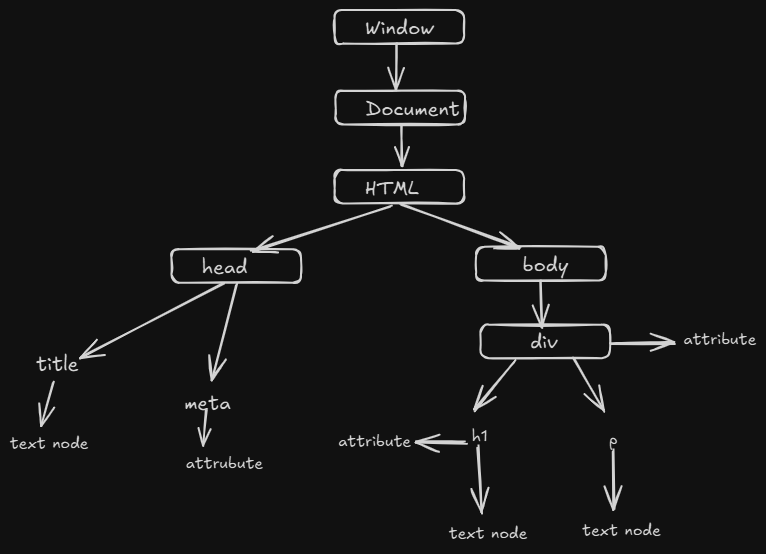 Window
Document
HTML
head
body
div
attribute
title
meta
text node
attribute
h1
p
attrubute
text node
text node